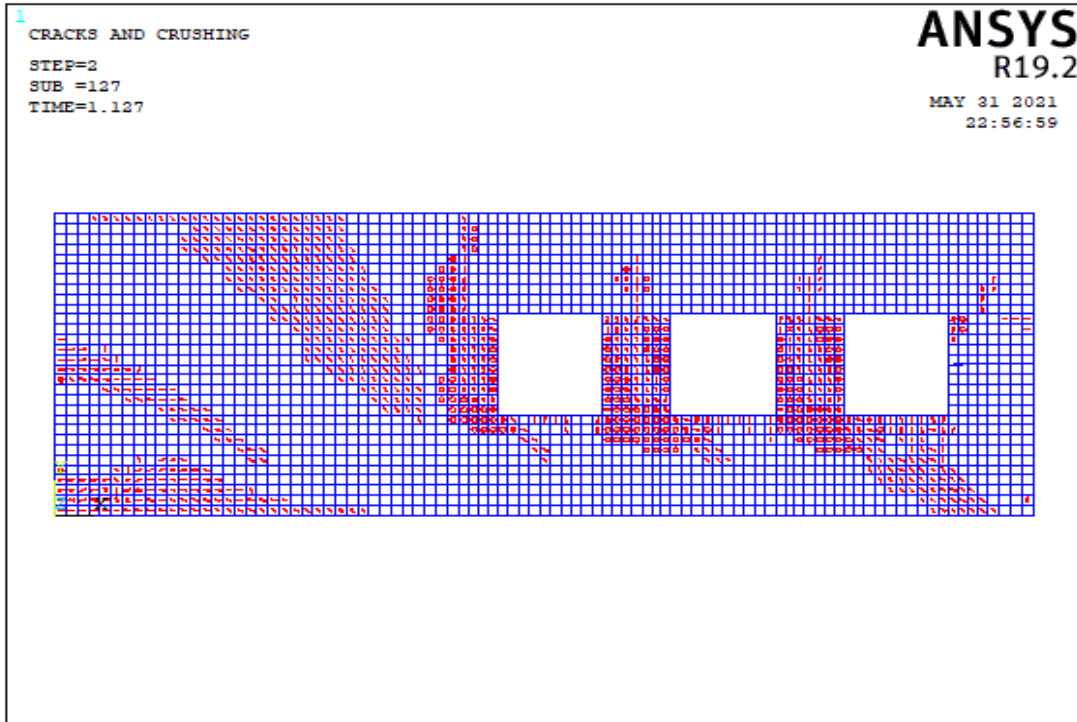 1
CRACKS AND CRUSHING
STEP=2
SUB =127
TIME=1.127
ANSYS
R19.2
MAY 31 2021
22:56:59
Y
Z X